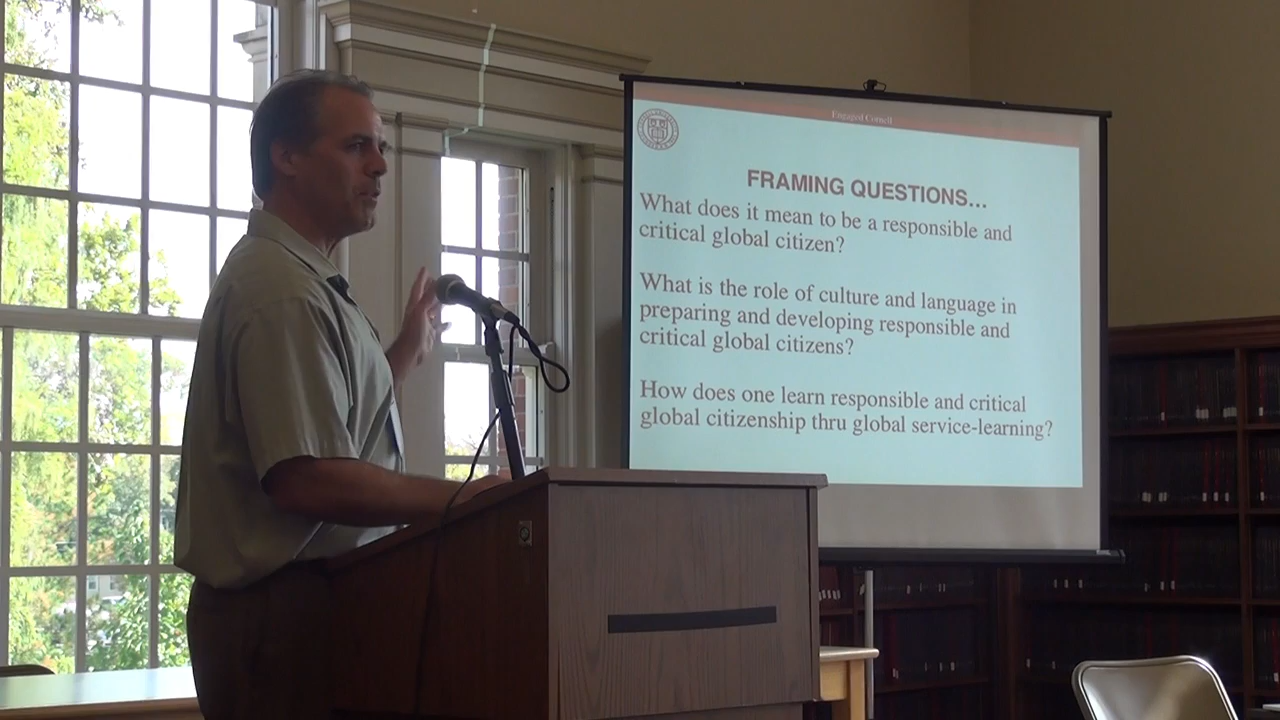 Engaged Cornell
FRAMING QUESTIONS...
What does it mean to be a responsible and
critical global citizen?
What is the role of culture and language in
preparing and developing responsible and
critical global citizens?
How does one learn responsible and critical
global citizenship thru global service-learning?